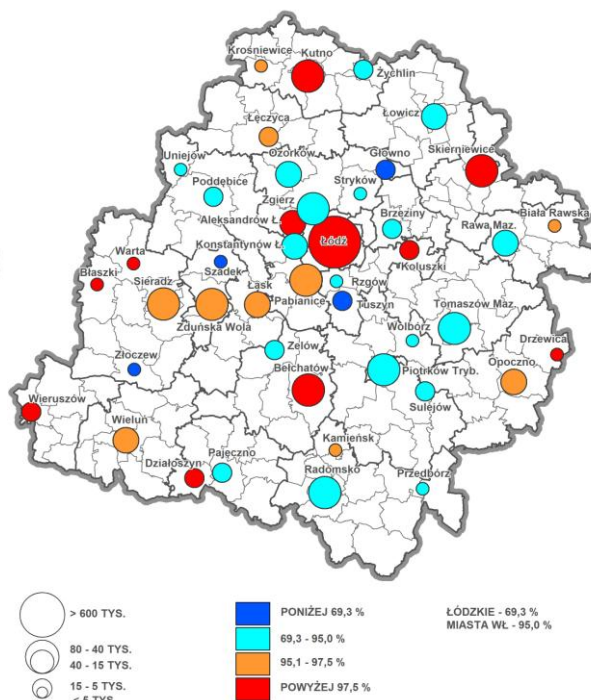 Krośniewice
Kutno
Żychlin
Łęczyca
Łowicz
Uniejów
Ozorków
Główno
Skierniewice
Poddębice
Stryków
Zgierz
Aleksandrów Ł.
Brzeziny
Biała Rawska
Konstantynów Ł.
Łódź
Rawa Maz.
Warta
Szadek
Koluszki
Błaszki
Sieradz
Łask
Pabianice
Rzgów
Zduńska Wola
Tuszyn
Tomaszów Maz.
Wolbórz
Złoczew
Zelów
Drzewica
Bełchatów
Piotrków Tryb.
Opoczno.
Wieruszów
Sulejów
Wieluń
Kamieńsk
Działoszyn
Pajęczno
Radomsko
Przedbórz
> 600 TYS.
80 - 40 TYS.
40 - 15 TYS.
15 - 5 TYS.
< 5 TYS.
PONIŻEJ 69,3 %
69,3 - 95,0 %
95,1 - 97,5 %
POWYŻEJ 97,5 %
ŁÓDZKIE - 69,3 %
MIASTA WŁ - 95,0 %